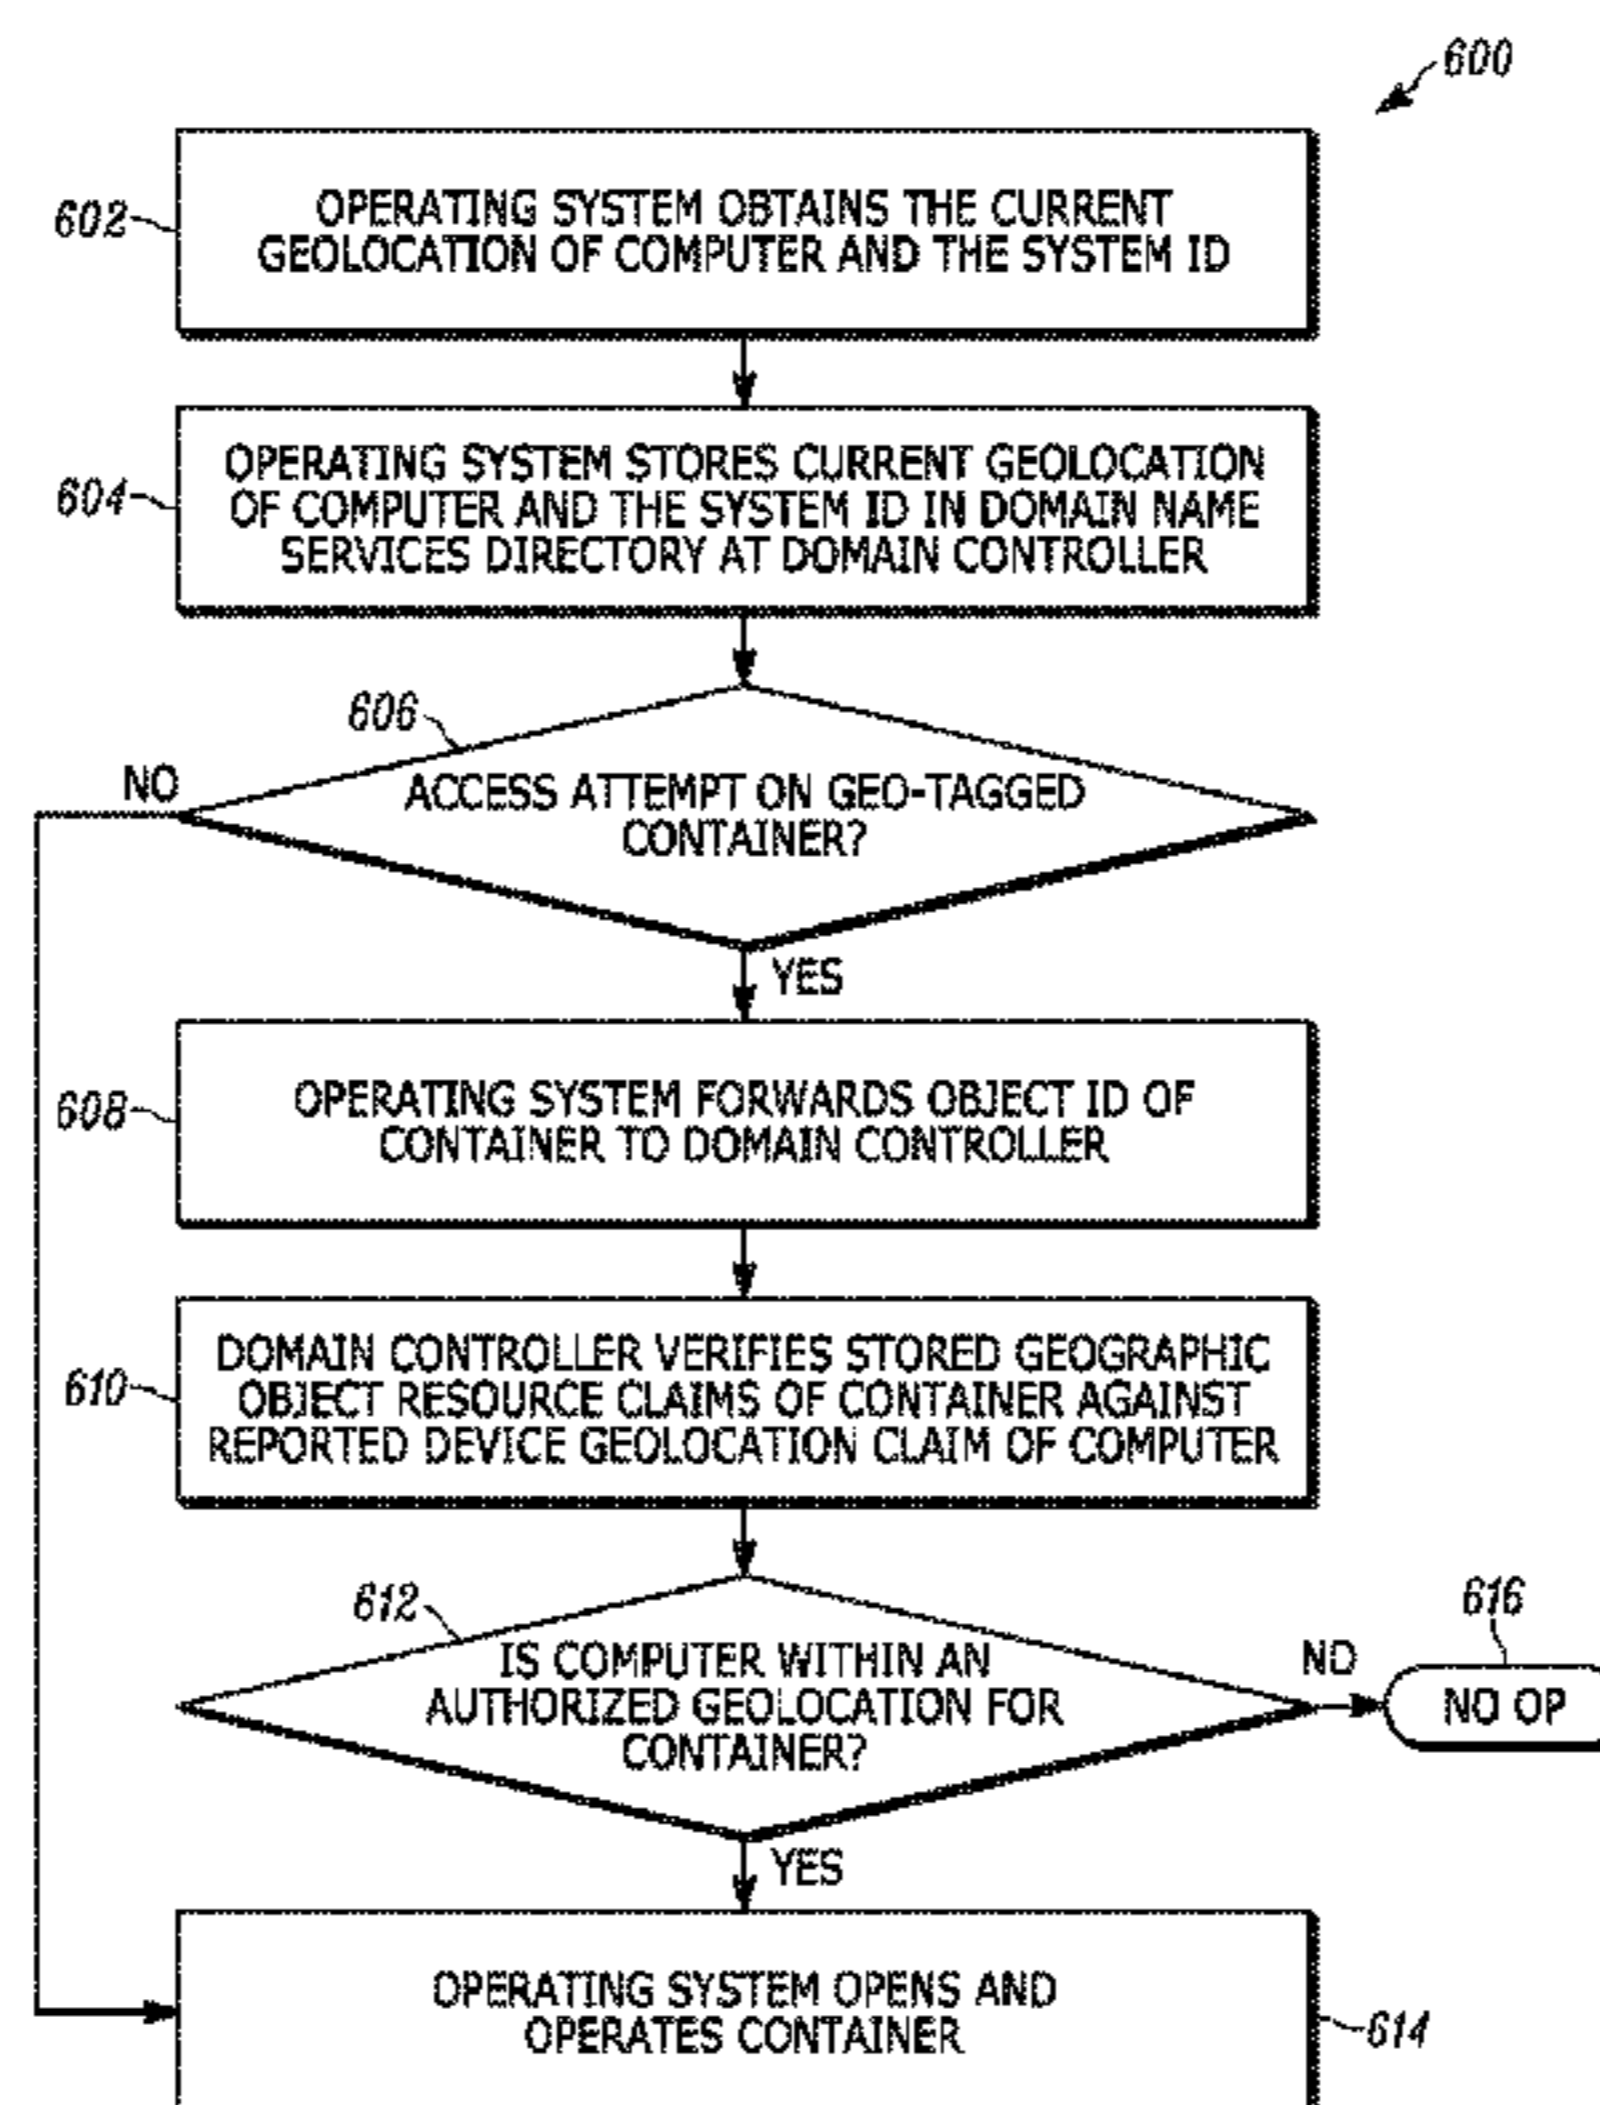 600
602
OPERATING SYSTEM OBTAINS THE CURRENT
GEOLOCATION OF COMPUTER AND THE SYSTEM ID
604
OPERATING SYSTEM STORES CURRENT GEOLOCATION
OF COMPUTER AND THE SYSTEM ID IN DOMAIN NAME
SERVICES DIRECTORY AT DOMAIN CONTROLLER
606
NO
ACCESS ATTEMPT ON GEO-TAGGED
CONTAINER?
YES
608
OPERATING SYSTEM FORWARDS OBJECT ID OF
CONTAINER TO DOMAIN CONTROLLER
610
DOMAIN CONTROLLER VERIFIES STORED GEOGRAPHIC
OBJECT RESOURCE CLAIMS OF CONTAINER AGAINST
REPORTED DEVICE GEOLOCATION CLAIM OF COMPUTER
612
IS COMPUTER WITHIN AN
AUTHORIZED GEOLOCATION FOR
CONTAINER?
NO
616
NO OP
YES
OPERATING SYSTEM OPENS AND
OPERATES CONTAINER
614